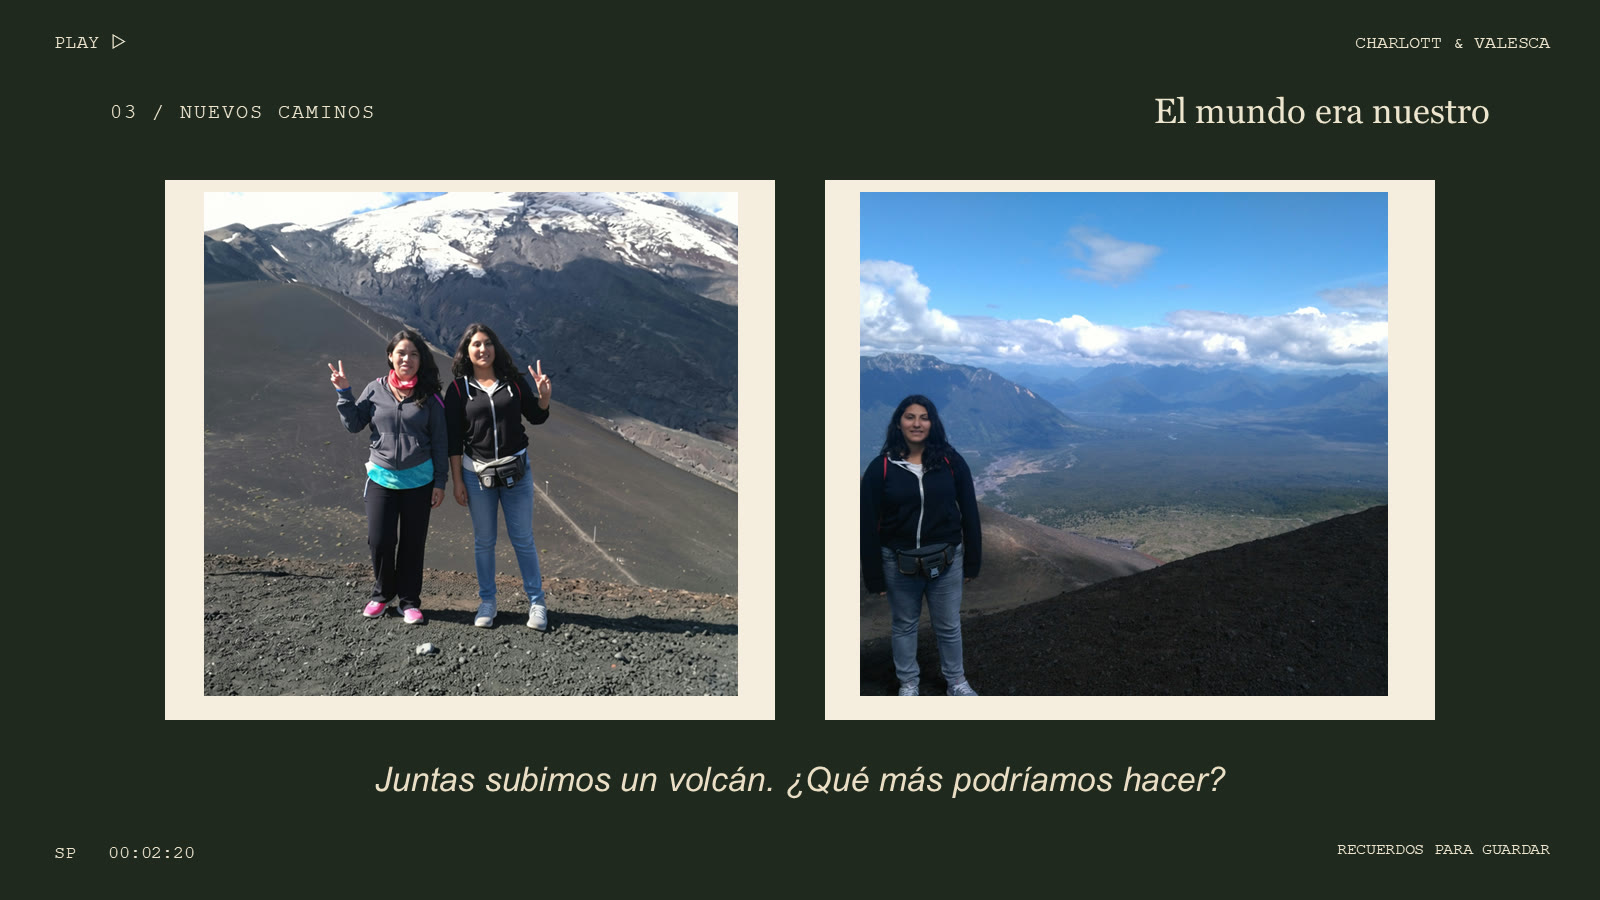 PLAY ▷
CHARLOTT & VALESCA
03 / NUEVOS CAMINOS
El mundo era nuestro
Juntas subimos un volcán. ¿Qué más podríamos hacer?
SP 00:02:20
RECUERDOS PARA GUARDAR